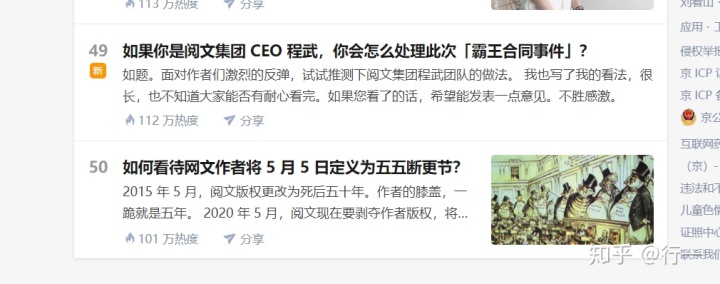 113 万热度 分享
49 如果你是阅文集团 CEO 程武，你会怎么处理此次「霸王合同事件」？
新 如题。面对作者们激烈的反弹，试试推测下阅文集团程武团队的做法。 我也写了我的看法，很
长，也不知道大家能否有耐心看完。如果您看了的话，希望能发表一点意见。不胜感激。
112 万热度 分享
50 如何看待网文作者将 5 月 5 日定义为五五断更节？
2015 年 5 月，阅文版权更改为死后五十年。作者的膝盖，一
跪就是五年。 2020 年 5 月，阅文现在要剥夺作者版权，将...
101 万热度 分享
刘看山 ·
应用 · 工
侵权举报
京 ICP 证
京 ICP 备
京公
互联网药
（京）-
违法和不
儿童色情
证照中心
联系我们
知乎 @行一